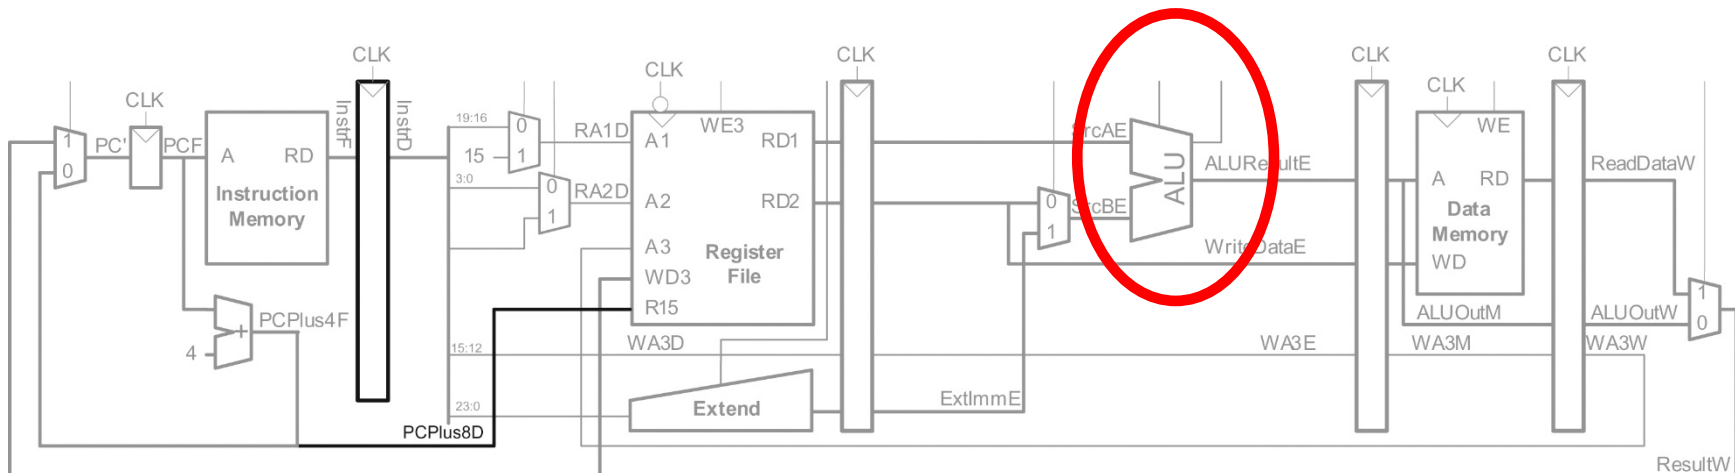 CLK
CLK
CLK
CLK
CLK
CLK
CLK
1
0
PC'
PCF
A
RD
Instruction
Memory
InstrF
InstrD
4
+
PCPlus4F
19:16
15
3:0
15:12
23:0
0
1
0
1
RA1D
RA2D
A1
WE3
RD1
A2
RD2
A3
WD3
R15
Register
File
WA3D
Extend
PCPlus8D
ExtImmE
0
1
SrcAE
SrcBE
ALU
ALUResultE
WriteDataE
WA3E
A
WE
RD
Data
Memory
WD
ALUOutM
WA3M
ReadDataW
ALUOutW
WA3W
1
0
ResultW